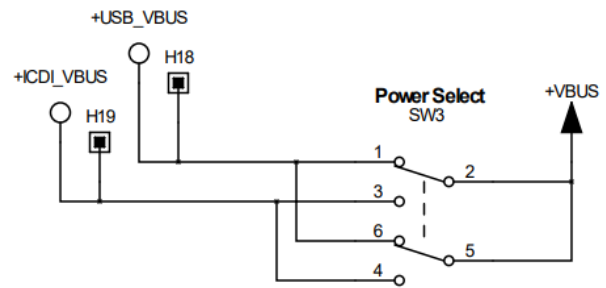 +USB_VBUS
H18
+ICDI_VBUS
H19
Power Select
SW3
+VBUS
1
2
3
6
5
4